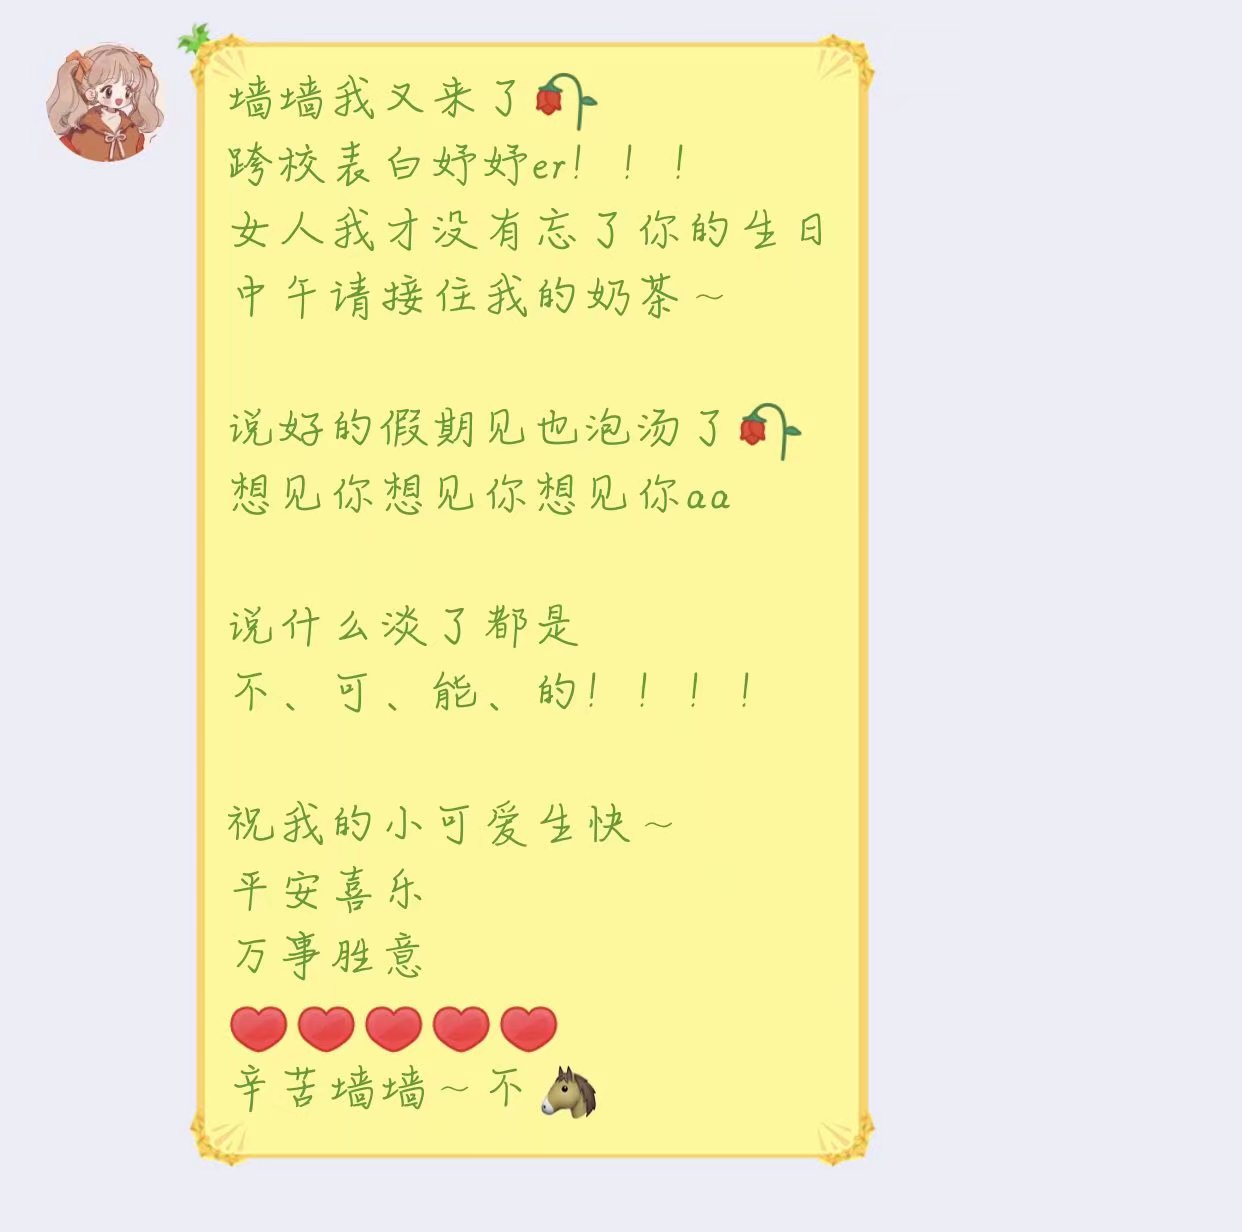 墙墙我又来了🥀
跨校表白妤妤er！！！
女人我才没有忘了你的生日
中午请接住我的奶茶～
说好的假期见也泡汤了🥀
想见你想见你想见你aa
说什么淡了都是
不、可、能、的！！！！
祝我的小可爱生快～
平安喜乐
万事胜意
❤❤❤❤❤
辛苦墙墙～不🐴